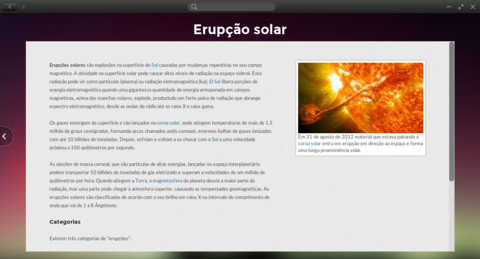 Erupção solar
Erupções solares são explosões na superfície do Sol causadas por mudanças repentinas no seu campo
magnético. A atividade na superfície solar pode causar altos níveis de radiação no espaço sideral. Esta
radiação pode vir como partículas (plasma) ou radiação eletromagnética (luz). O Sol libera porções de
energia eletromagnética quando uma gigantesca quantidade de energia armazenada em campos
magnéticos, acima das manchas solares, explode, produzindo um forte pulso de radiação que abrange
espectro eletromagnético, desde as ondas de rádio até os raios X e raios gama.
Os gases emergem da superfície e são lançados na coroa solar, onde atingem temperaturas de mais de 1,5
milhão de graus centígrados, formando arcos chamados anéis coronais, enormes bolhas de gases ionizados
com até 10 bilhões de toneladas. Depois, esfriam e voltam a se chocar com o Sol a uma velocidade
próxima a 100 quilômetros por segundo.
As ejeções de massa coronal, que são partículas de altas energias, lançadas no espaço interplanetário
podem transportar 10 bilhões de toneladas de gás eletrizado e superam a velocidades de um milhão de
quilômetros por hora. Quando atingem a Terra, a magnetosfera do planeta desvia a maior parte da
radiação, mas uma parte pode chegar à atmosfera superior, causando as tempestades geomagnéticas. As
erupções solares são classificadas de acordo com o seu brilho em raios X no intervalo de comprimento de
onda que vai de 1 a 8 Ångstrons.
Categorias
Existem três categorias de "erupções":
Em 31 de agosto de 2012 material que estava pairando a
coroa solar entra em erupção em direção ao espaço e forma
uma longa proeminência solar.